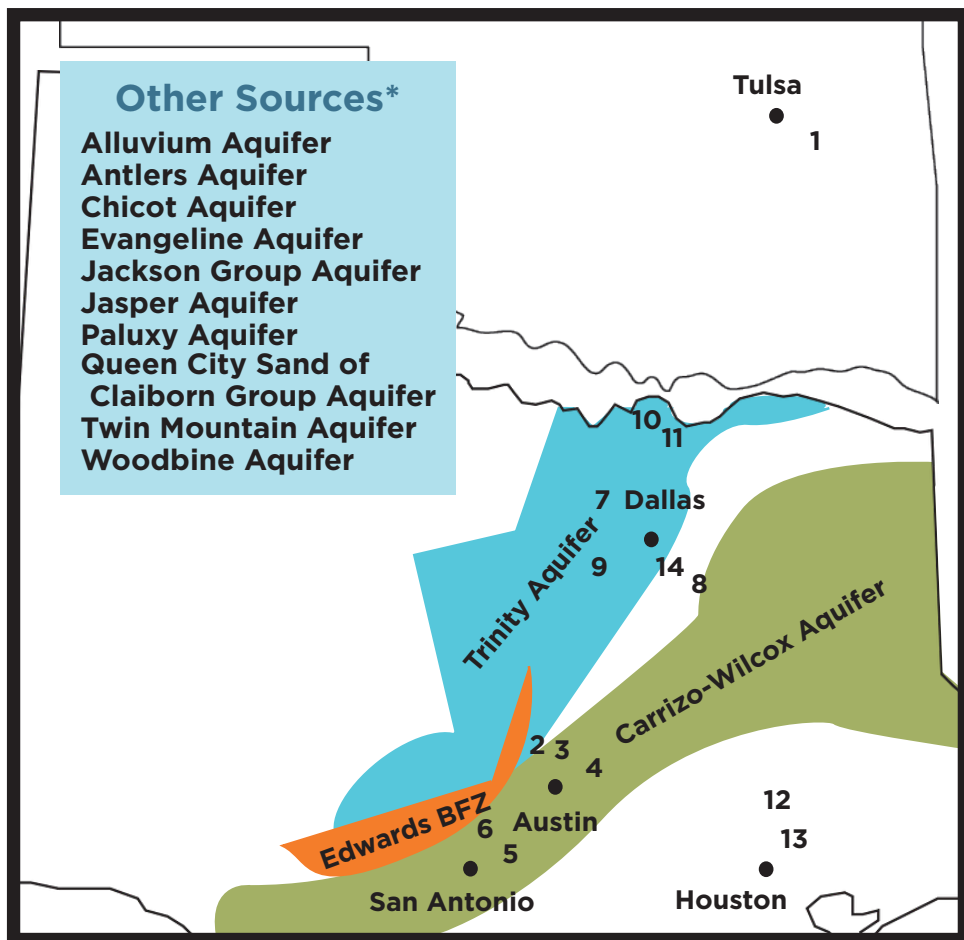 Other Sources*
Alluvium Aquifer
Antlers Aquifer
Chicot Aquifer
Evangeline Aquifer
Jackson Group Aquifer
Jasper Aquifer
Paluxy Aquifer
Queen City Sand of
Claiborn Group Aquifer
Twin Mountain Aquifer
Woodbine Aquifer
Tulsa
1
10
11
7
Dallas
9
14
8
Trinity Aquifer
Carrizo-Wilcox Aquifer
2
3
4
Edwards BFZ
6
Austin
5
San Antonio
12
13
Houston